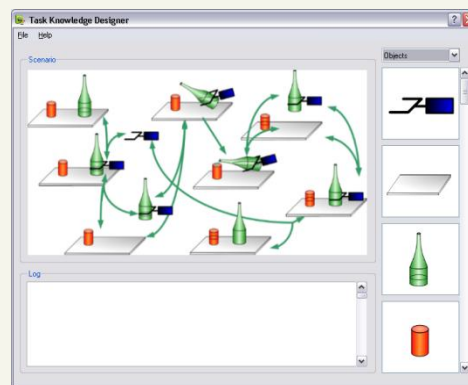 Task Knowledge Designer
File Help
Scenario
Objects
Log